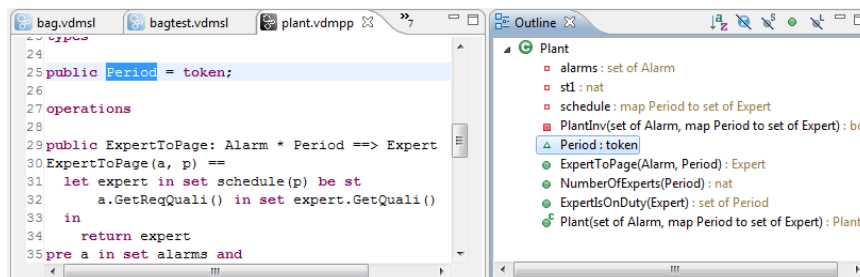 bag.vdmsl bagtest.vdmsl plant.vdmpp »7
23 types
24
25 public Period = token;
26
27 operations
28
29 public ExpertToPage: Alarm * Period ==> Expert
30 ExpertToPage(a, p) ==
31 let expert in set schedule(p) be st
32 a.GetReqQuali() in set expert.GetQuali()
33 in
34 return expert
35 pre a in set alarms and
Outline
Plant
alarms : set of Alarm
st1 : nat
schedule : map Period to set of Expert
PlantInv(set of Alarm, map Period to set of Expert) : bo
Period : token
ExpertToPage(Alarm, Period) : Expert
NumberOfExperts(Period) : nat
ExpertIsOnDuty(Expert) : set of Period
Plant(set of Alarm, map Period to set of Expert) : Plant